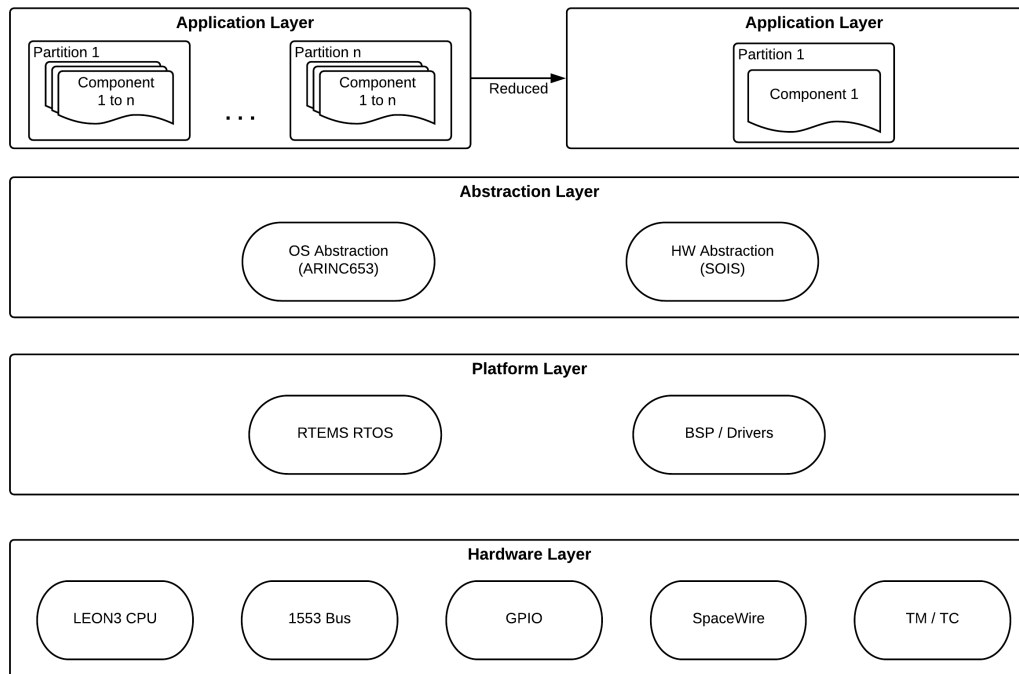 Application Layer
Partition 1
Component
1 to n
. . .
Partition n
Component
1 to n
Reduced
Application Layer
Partition 1
Component 1
Abstraction Layer
OS Abstraction
(ARINC653)
HW Abstraction
(SOIS)
Platform Layer
RTEMS RTOS
BSP / Drivers
Hardware Layer
LEON3 CPU
1553 Bus
GPIO
SpaceWire
TM / TC